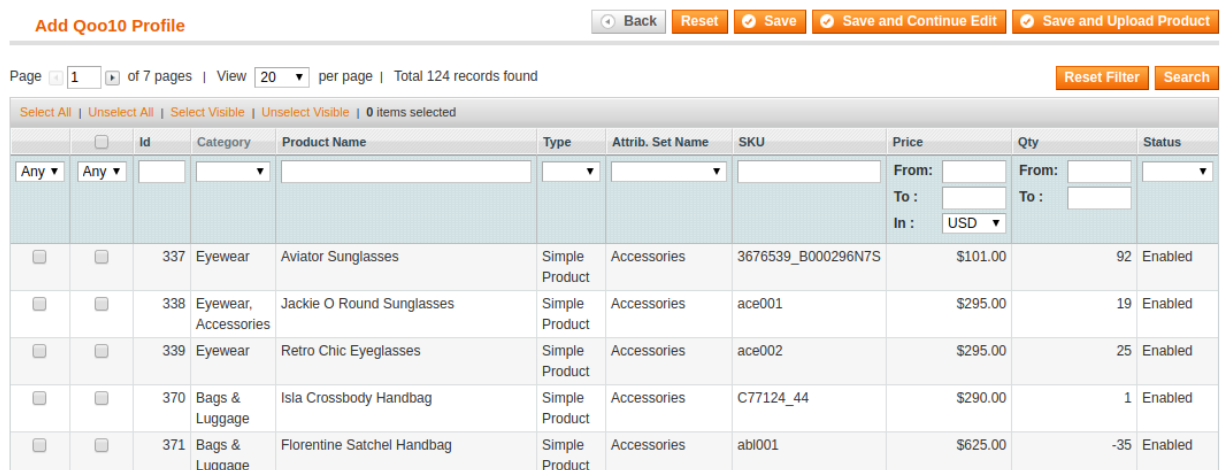 Add Qoo10 Profile Back Reset Save Save and Continue Edit Save and Upload Product
Page 1 of 7 pages | View 20 per page | Total 124 records found Reset Filter Search
Select All | Unselect All | Select Visible | Unselect Visible | 0 items selected
Id Category Product Name Type Attrib. Set Name SKU Price Qty Status
Any Any From: From:
To : To :
In : USD
337 Eyewear Aviator Sunglasses Simple Accessories 3676539_B000296N7S $101.00 92 Enabled
Product
338 Eyewear, Jackie O Round Sunglasses Simple Accessories ace001 $295.00 19 Enabled
Accessories Product
339 Eyewear Retro Chic Eyeglasses Simple Accessories ace002 $295.00 25 Enabled
Product
370 Bags & Isla Crossbody Handbag Simple Accessories C77124_44 $290.00 1 Enabled
Luggage Product
371 Bags & Florentine Satchel Handbag Simple Accessories abl001 $625.00 -35 Enabled
Luggage Product